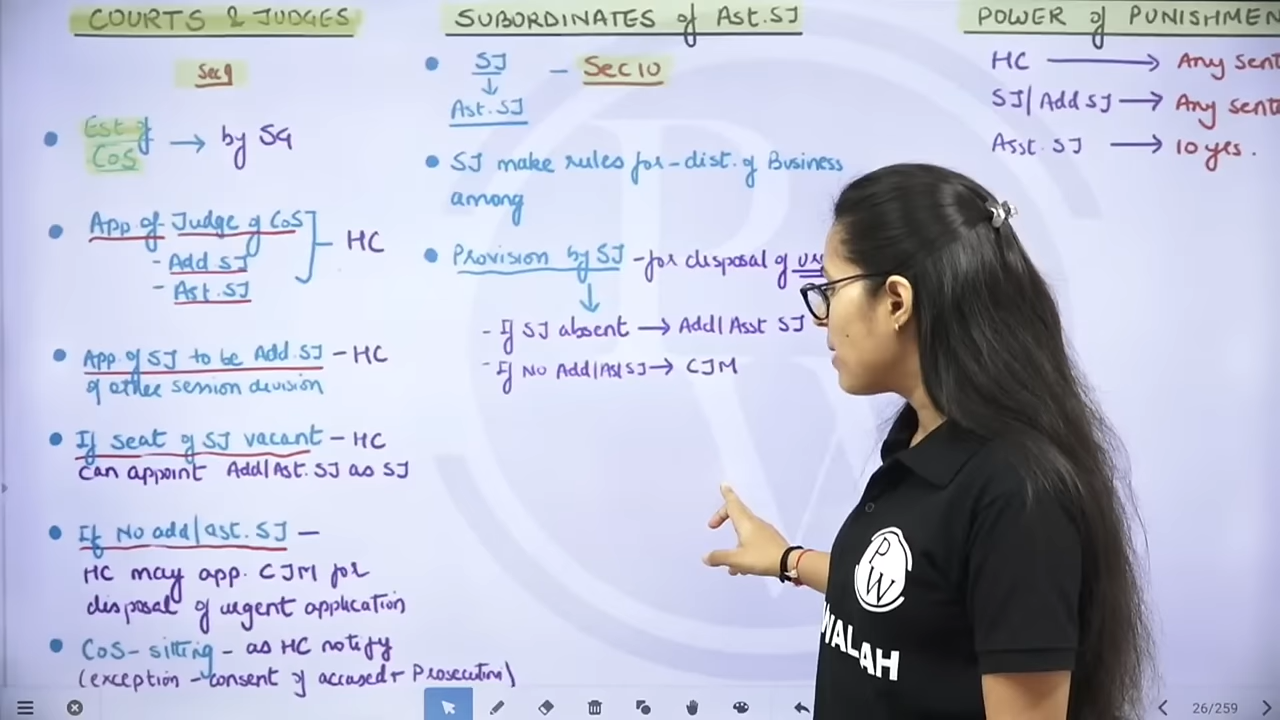 COURTS & JUDGES
Sec 9
Est of CoS → by SG
App. of Judge of CoS
- Add SJ
- Ast. SJ
HC
App. of SJ to be Add. SJ - HC
of other session devision
If seat of SJ vacant - HC
can appoint Add/Ast. SJ as SJ
If No add/ast. SJ -
HC may app. CJM for
disposal of urgent application
CoS - sitting - as HC notify
(exception - consent of accused + Prosecution)
SUBORDINATES of Ast. SJ
SJ - Sec 10
↓
Ast. SJ
SJ make rules for - dist. of Business
among
Provision by SJ - for disposal of
↓
- If SJ absent → Add/Asst SJ
- If No Add/Ast SJ → CJM
POWER of PUNISHMEN
HC → Any Sent
SJ/Add SJ → Any Sent
Asst. SJ → 10 yes.
PW
WALAH
26/259